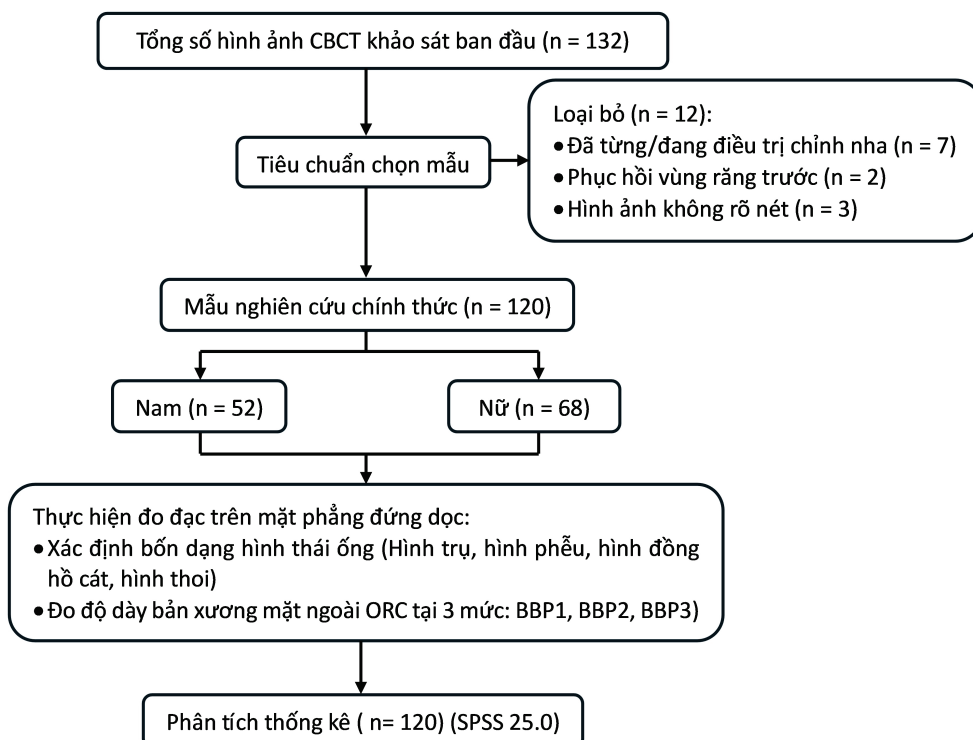 Tổng số hình ảnh CBCT khảo sát ban đầu (n = 132)
Tiêu chuẩn chọn mẫu
Loại bỏ (n = 12):
•Đã từng/đang điều trị chỉnh nha (n = 7)
•Phục hồi vùng răng trước (n = 2)
•Hình ảnh không rõ nét (n = 3)
Mẫu nghiên cứu chính thức (n = 120)
Nam (n = 52)
Nữ (n = 68)
Thực hiện đo đạc trên mặt phẳng đứng dọc:
•Xác định bốn dạng hình thái ống (Hình trụ, hình phễu, hình đồng
hồ cát, hình thoi)
•Đo độ dày bản xương mặt ngoài ORC tại 3 mức: BBP1, BBP2, BBP3)
Phân tích thống kê ( n= 120) (SPSS 25.0)